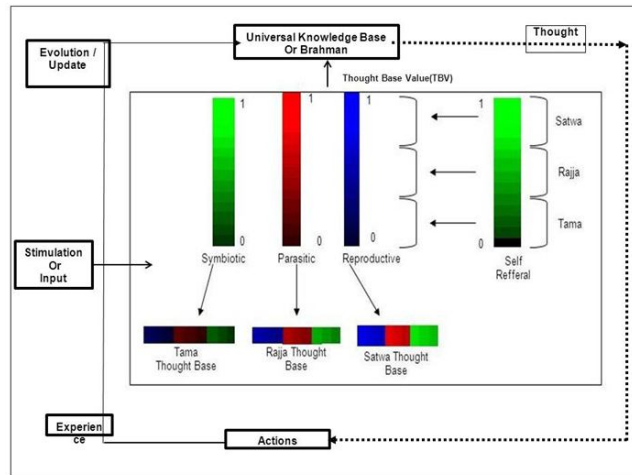 Universal Knowledge Base
Or Brahman
Thought
Evolution /
Update
Thought Base Value(TBV)
1
1
1
1
Satwa
Rajja
Tama
0
0
0
0
Symbiotic
Parasitic
Reproductive
Self
Refferal
Stimulation
Or
Input
Tama
Thought Base
Rajja Thought
Base
Satwa Thought
Base
Experien
ce
Actions